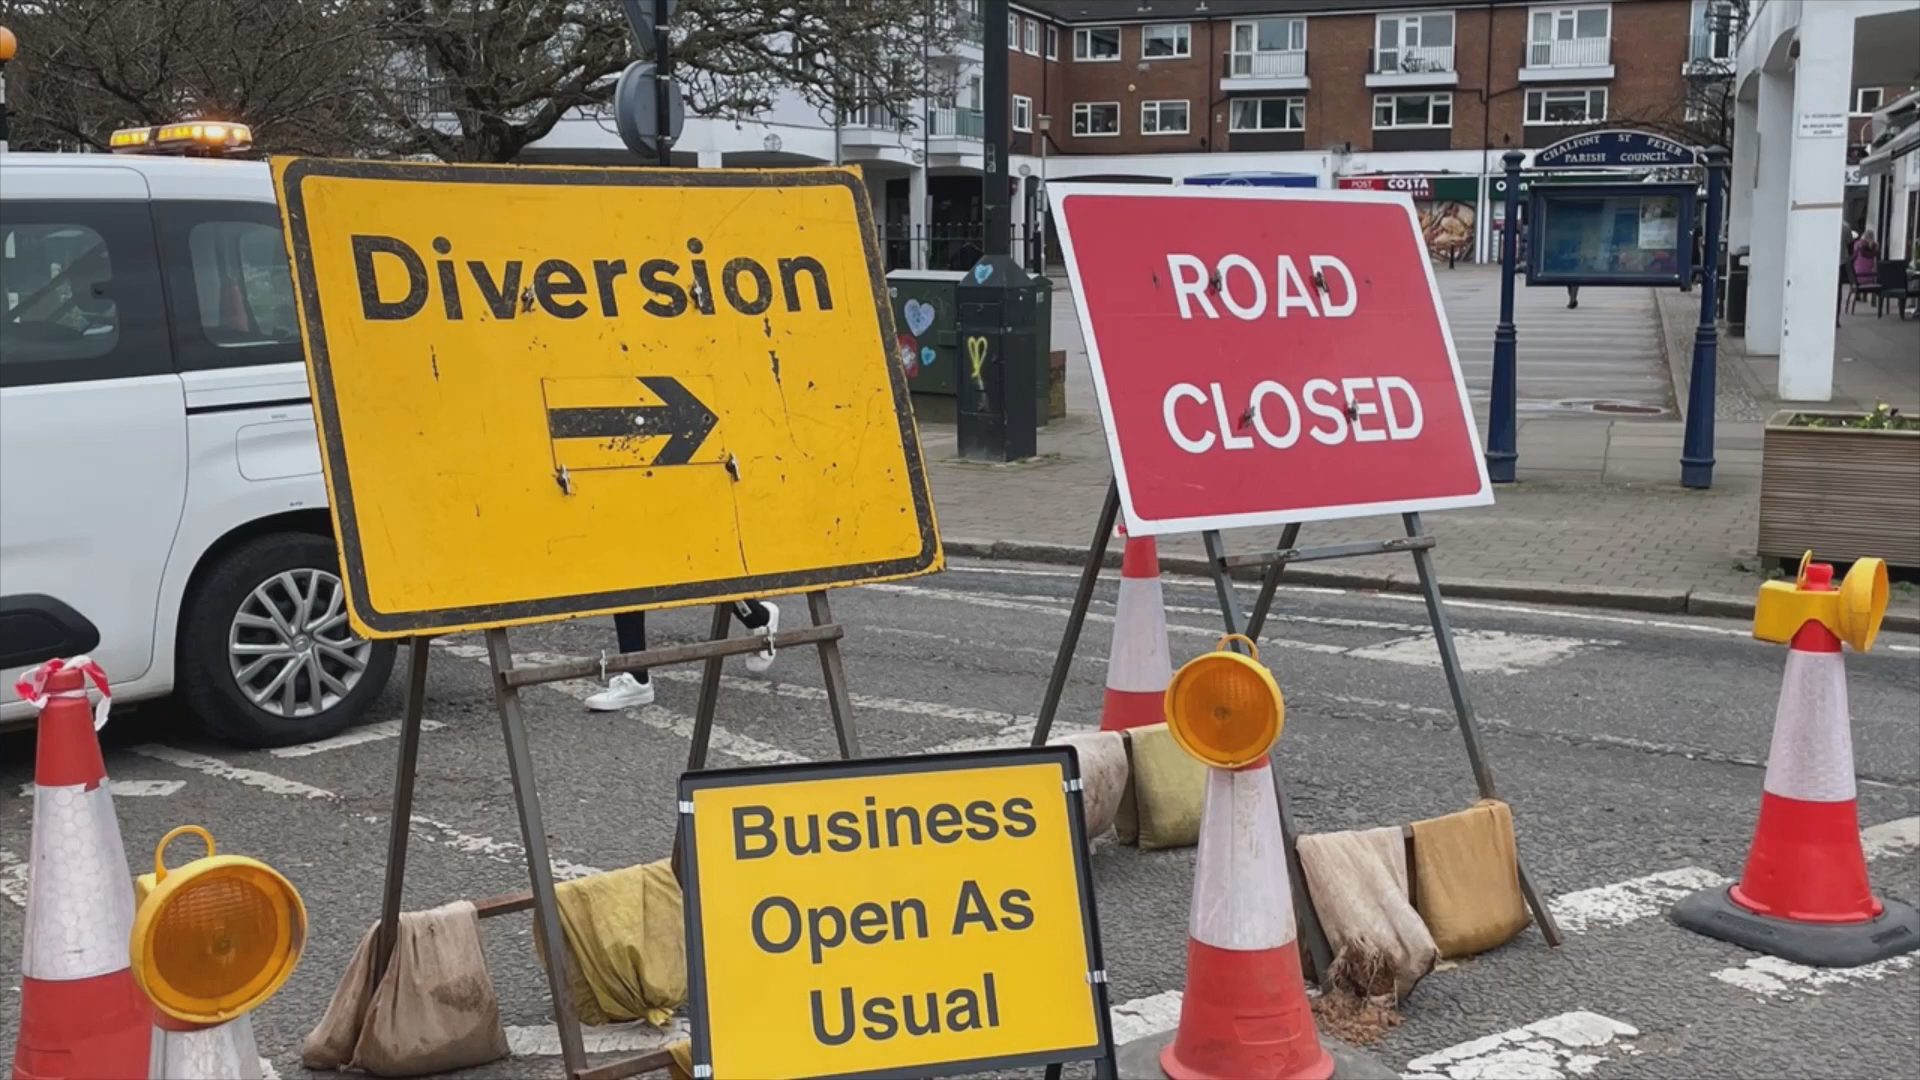 Diversion
ROAD
CLOSED
Business
Open As
Usual
CHALFONT ST PETER
PARISH COUNCIL
POST
COSTA